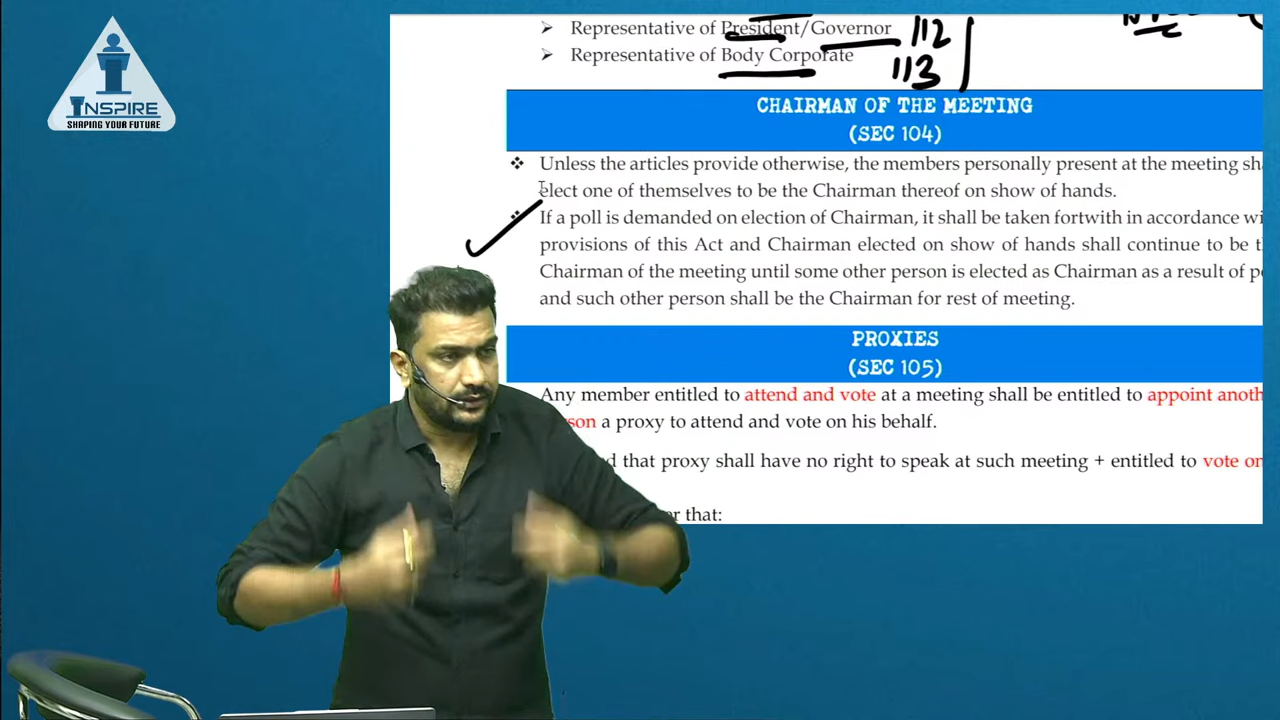 INSPIRE
SHAPING YOUR FUTURE
➢ Representative of President/Governor 112
➢ Representative of Body Corporate 113
CHAIRMAN OF THE MEETING
(SEC 104)
❖ Unless the articles provide otherwise, the members personally present at the meeting
elect one of themselves to be the Chairman thereof on show of hands.
❖ If a poll is demanded on election of Chairman, it shall be taken fortwith in accordance
provisions of this Act and Chairman elected on show of hands shall continue to be
Chairman of the meeting until some other person is elected as Chairman as a result of
and such other person shall be the Chairman for rest of meeting.
PROXIES
(SEC 105)
Any member entitled to attend and vote at a meeting shall be entitled to appoint
a proxy to attend and vote on his behalf.
that proxy shall have no right to speak at such meeting + entitled to vote
that: